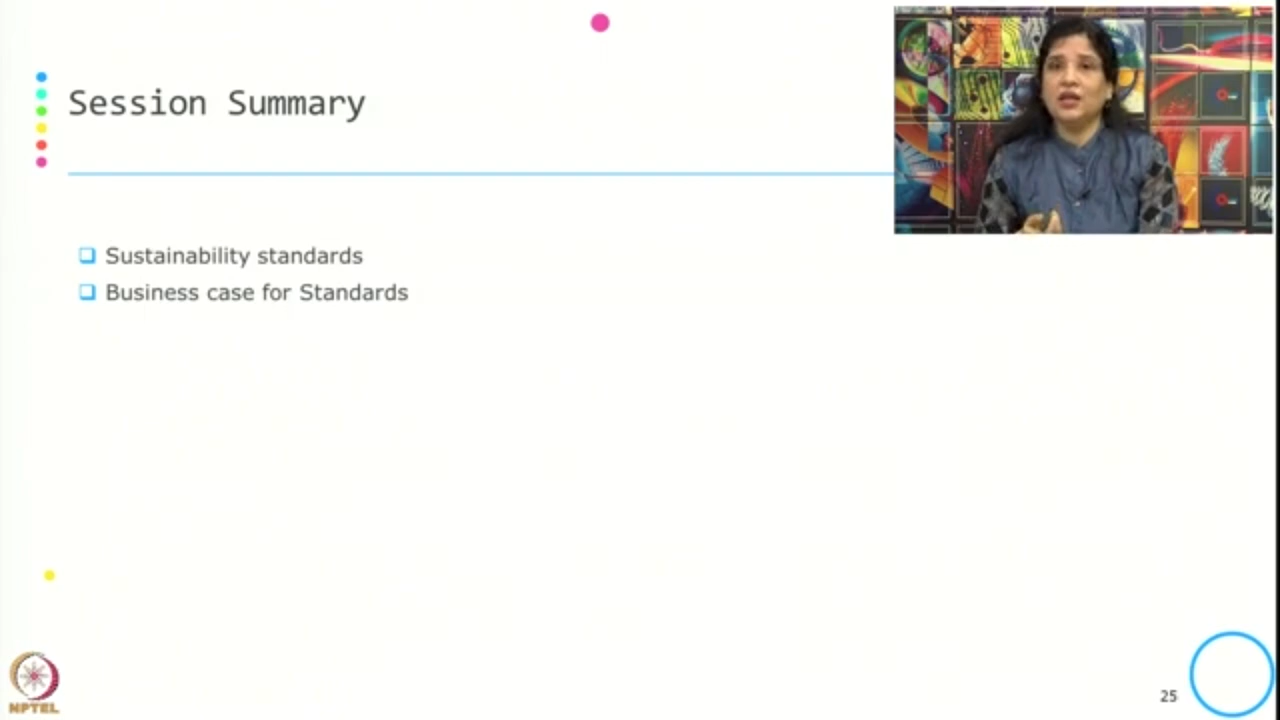 Session Summary
Sustainability standards
Business case for Standards
NPTEL
25